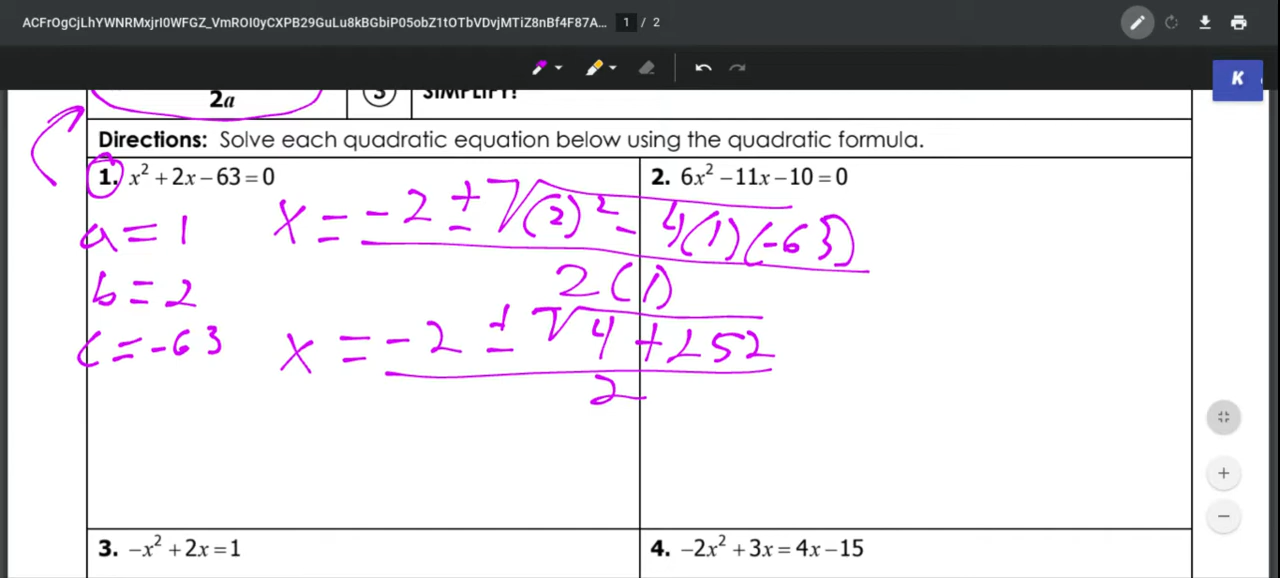 ACFrOgCjLhYWNRMxjrI0WFGZ_VmROI0yCXPB29GuLu8kBGbiP05obZ1tOTbVDvjMTiZ8nBf4F87A... 1 / 2
K
2a
3 SIMPLIFY!
Directions: Solve each quadratic equation below using the quadratic formula.
1. x² + 2x – 63 = 0
a = 1
b = 2
c = -63
x = -2 ± √(2)² - 4(1)(-63)
2(1)
x = -2 ± √4 + 252
2
2. 6x² – 11x – 10 = 0
3. –x² + 2x = 1
4. –2x² + 3x = 4x – 15